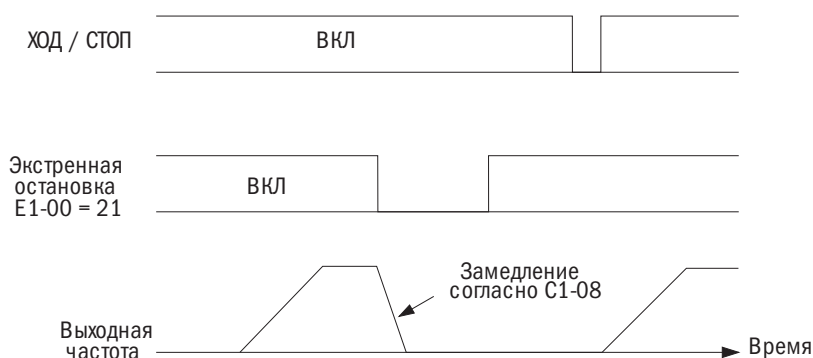 ХОД / СТОП
ВКЛ
Экстренная
остановка
E1-00 = 21
ВКЛ
Замедление
согласно C1-08
Выходная
частота
Время